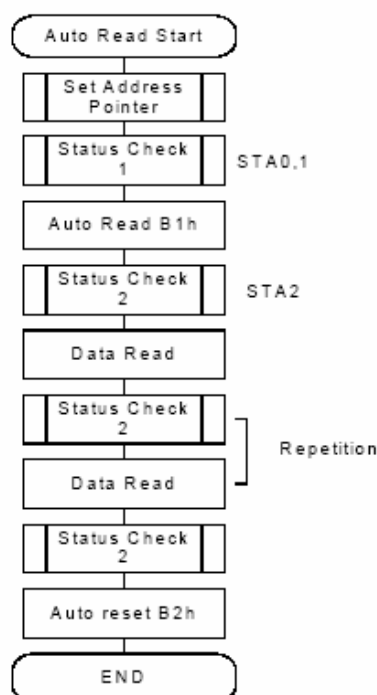 Auto Read Start
Set Address
Pointer
Status Check
1
STA0,1
Auto Read B1h
Status Check
2
STA2
Data Read
Status Check
2
Repetition
Data Read
Status Check
2
Auto reset B2h
END